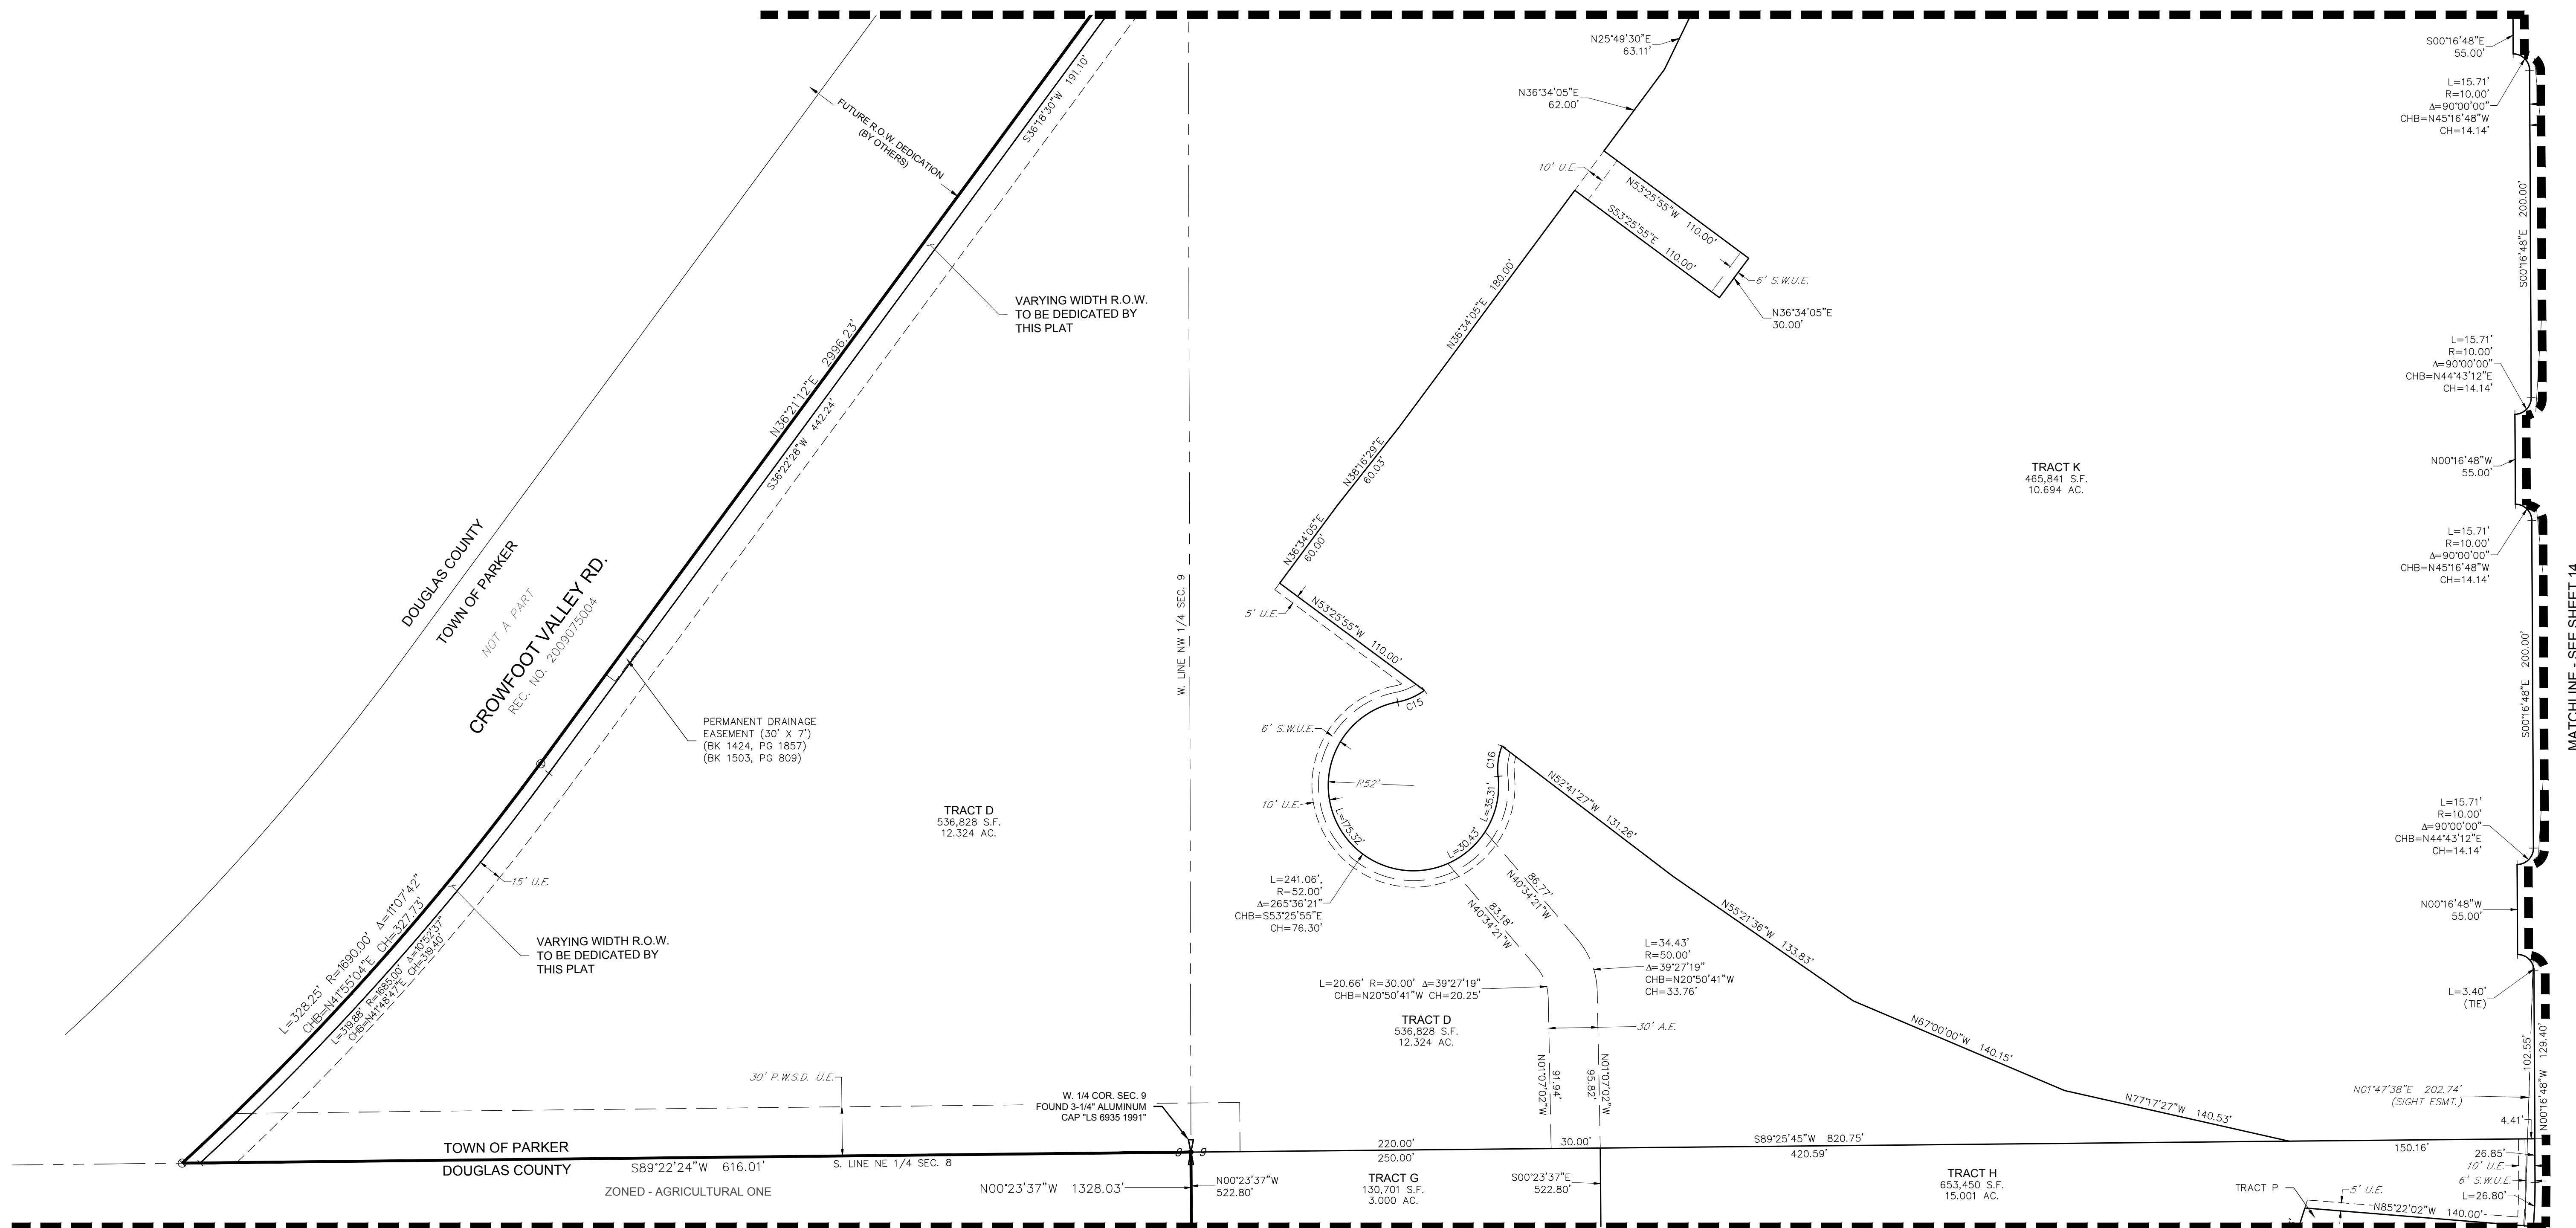 N25°49'30"E
63.11'
N36°34'05"E
62.00'
S00°16'48"E
55.00'
L=15.71'
R=10.00'
Δ=90°00'00"
CHB=N45°16'48"W
CH=14.14'
S36°18'30"W 191.10'
FUTURE R.O.W. DEDICATION
(BY OTHERS)
10' U.E.
N53°25'55"W 110.00'
S53°25'55"E 110.00'
6' S.W.U.E.
N36°34'05"E
30.00'
S00°16'48"E 200.00'
VARYING WIDTH R.O.W.
TO BE DEDICATED BY
THIS PLAT
N36°34'05"E 180.00'
N36°21'12"E 2996.23'
S36°22'28"W 442.24'
L=15.71'
R=10.00'
Δ=90°00'00"
CHB=N44°43'12"E
CH=14.14'
N38°16'29"E
60.03'
TRACT K
465,841 S.F.
10.694 AC.
N00°16'48"W
55.00'
DOUGLAS COUNTY
TOWN OF PARKER
NOT A PART
CROWFOOT VALLEY RD.
REC. NO. 2009075004
N36°34'05"E
60.00'
L=15.71'
R=10.00'
Δ=90°00'00"
CHB=N45°16'48"W
CH=14.14'
W. LINE NW 1/4 SEC. 9
5' U.E.
N53°25'55"W 110.00'
C15
MATCHLINE - SEE SHEET 14
S00°16'48"E 200.00'
PERMANENT DRAINAGE
EASEMENT (30' X 7')
(BK 1424, PG 1857)
(BK 1503, PG 809)
6' S.W.U.E.
R52'
10' U.E.
L=175.32'
L=30.43'
L=35.31'
C16
N52°41'27"W 131.26'
TRACT D
536,828 S.F.
12.324 AC.
L=15.71'
R=10.00'
Δ=90°00'00"
CHB=N44°43'12"E
CH=14.14'
L=241.06',
R=52.00'
Δ=265°36'21"
CHB=S53°25'55"E
CH=76.30'
86.77'
N40°34'21"W
83.18'
N40°34'21"W
N55°21'36"W 133.83'
N00°16'48"W
55.00'
15' U.E.
L=328.25' R=1690.00' Δ=11°07'42"
CHB=N41°55'04"E CH=327.73'
L=319.88' R=1685.00' Δ=10°52'37"
CHB=N41°48'47"E CH=319.40'
VARYING WIDTH R.O.W.
TO BE DEDICATED BY
THIS PLAT
L=34.43'
R=50.00'
Δ=39°27'19"
CHB=N20°50'41"W
CH=33.76'
L=20.66' R=30.00' Δ=39°27'19"
CHB=N20°50'41"W CH=20.25'
L=3.40'
(TIE)
TRACT D
536,828 S.F.
12.324 AC.
30' A.E.
N67°00'00"W 140.15'
N01°07'02"W
91.94'
N01°07'02"W
95.82'
102.55'
N00°16'48"W 129.40'
30' P.W.S.D. U.E.
W. 1/4 COR. SEC. 9
FOUND 3-1/4" ALUMINUM
CAP "LS 6935 1991"
N01°47'38"E 202.74'
(SIGHT ESMT.)
N77°17'27"W 140.53'
4.41'
TOWN OF PARKER
DOUGLAS COUNTY
S89°22'24"W 616.01'
S. LINE NE 1/4 SEC. 8
8 9
220.00'
250.00'
30.00'
S89°25'45"W 820.75'
420.59'
150.16'
26.85'
ZONED - AGRICULTURAL ONE
N00°23'37"W 1328.03'
N00°23'37"W
522.80'
TRACT G
130,701 S.F.
3.000 AC.
S00°23'37"E
522.80'
TRACT H
653,450 S.F.
15.001 AC.
TRACT P
5' U.E.
N85°22'02"W 140.00'
10' U.E.
6' S.W.U.E.
L=26.80'